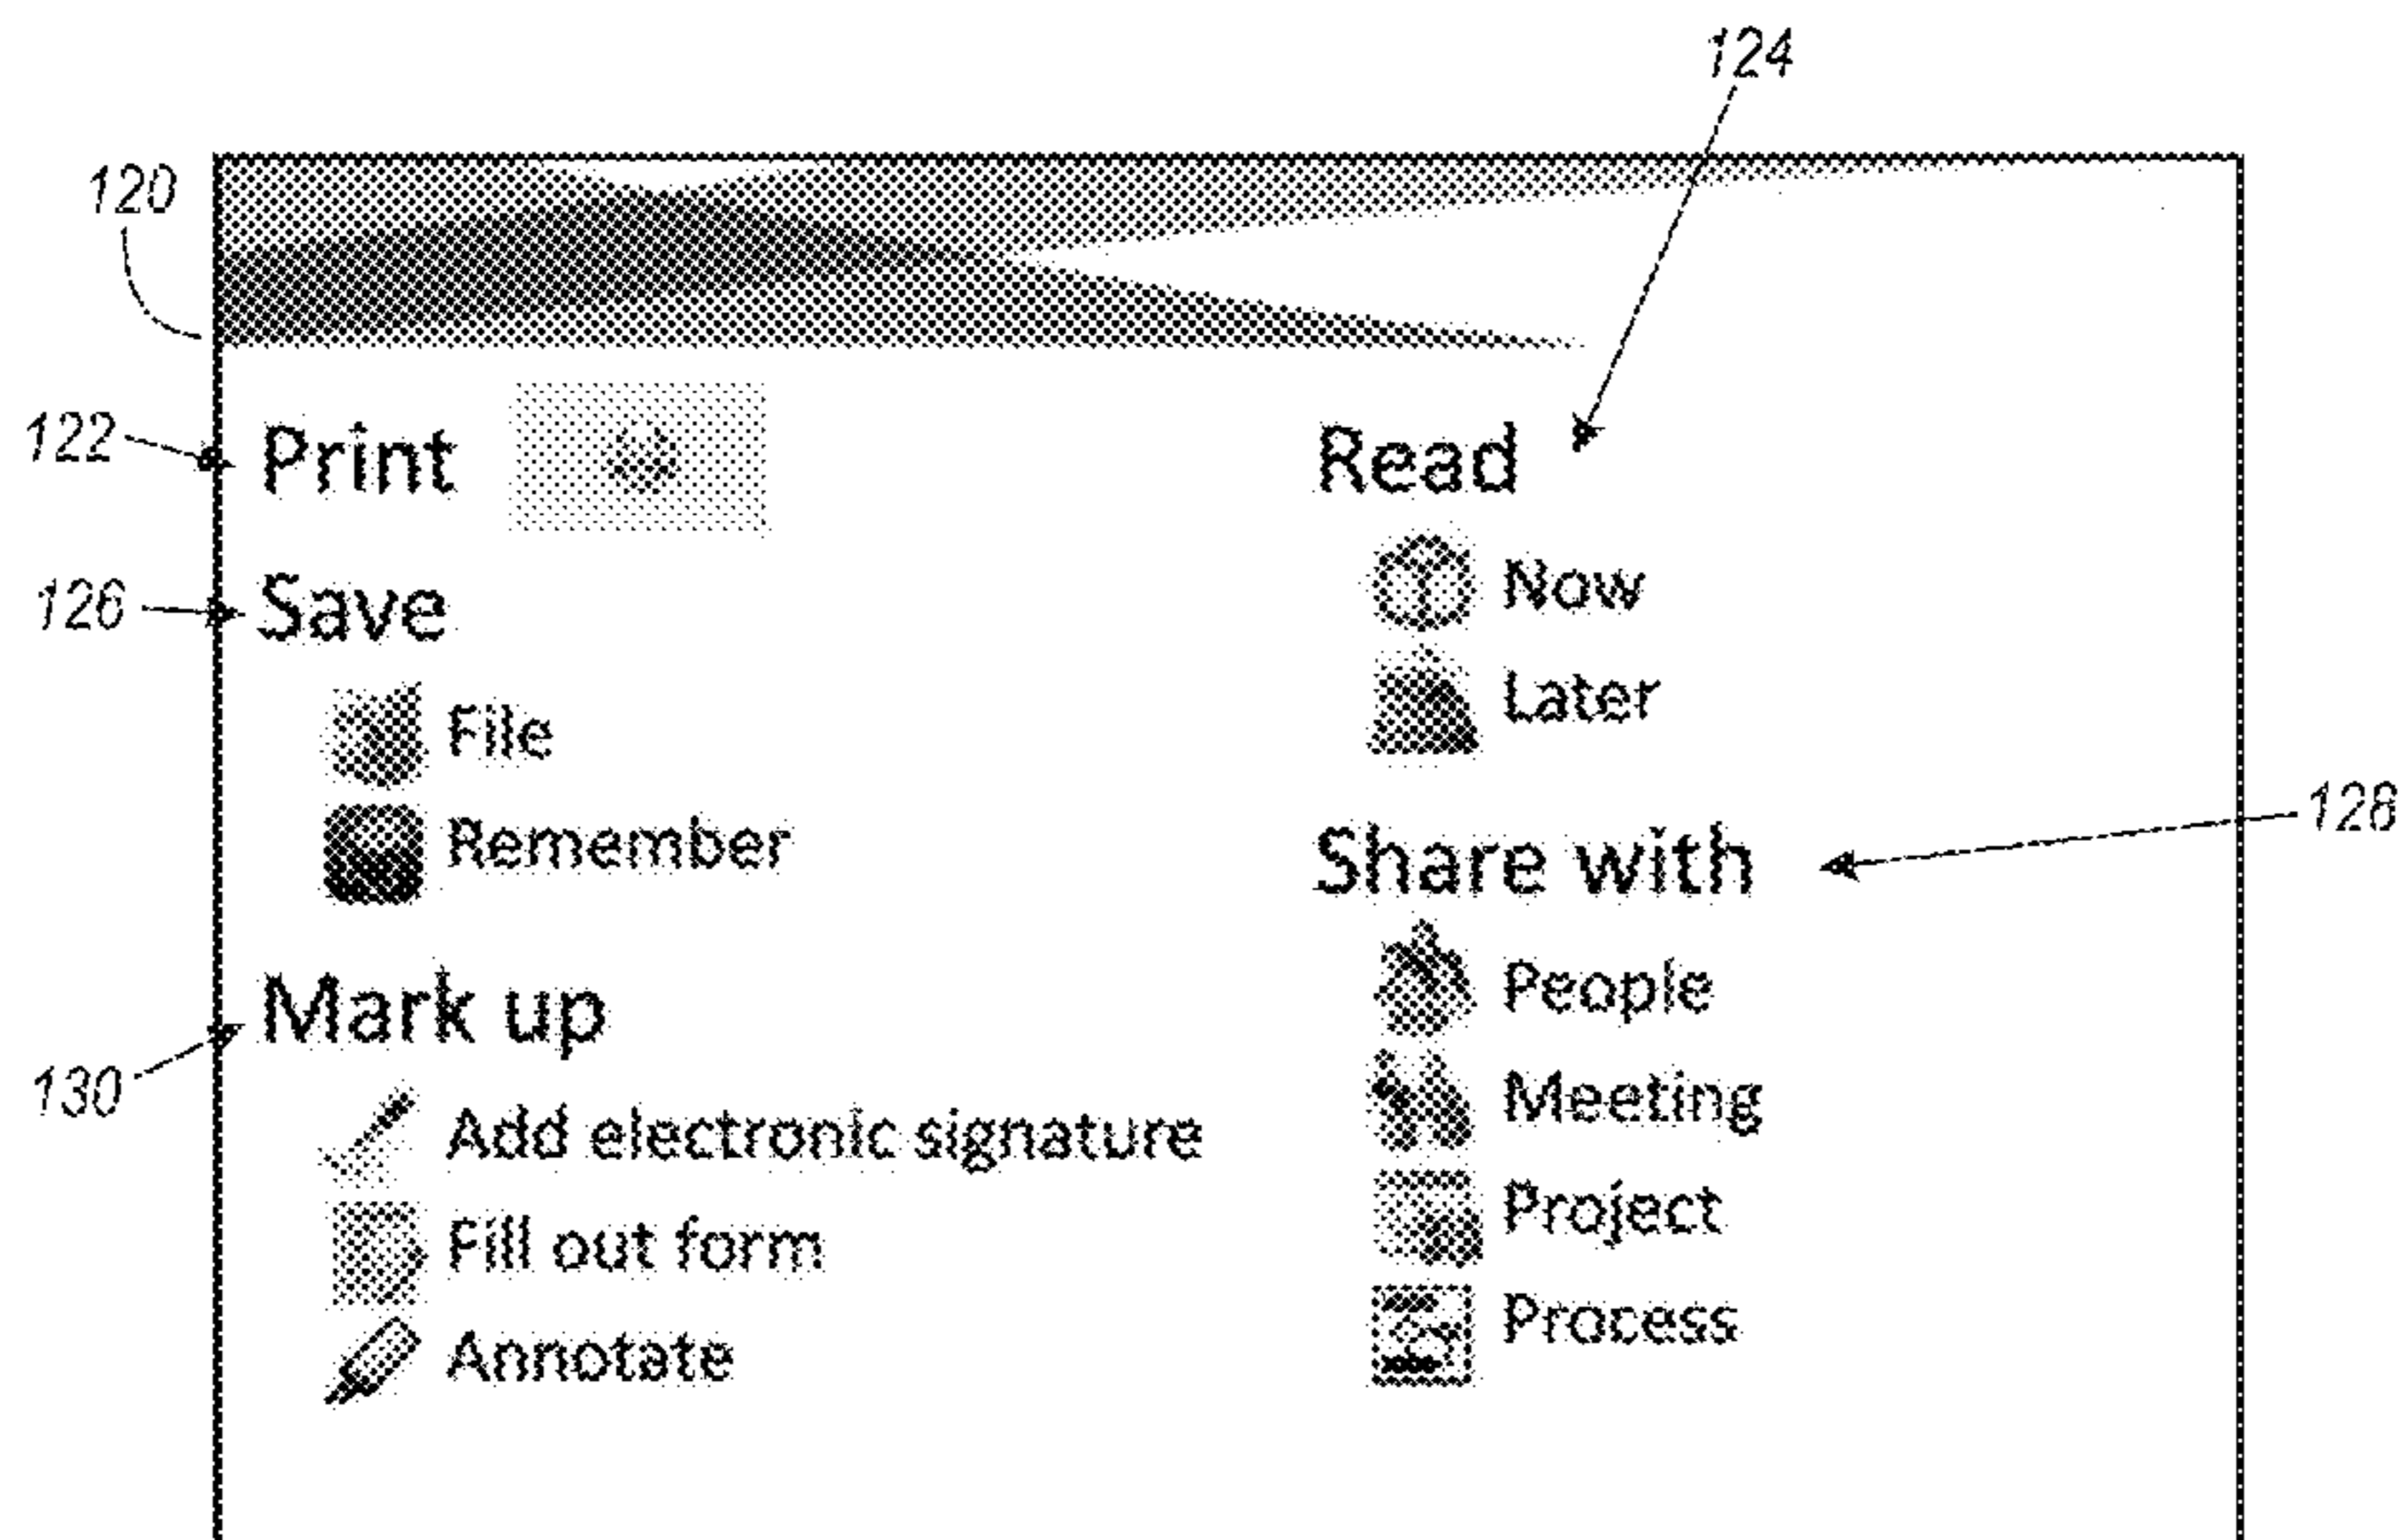 124
120
122
Print
Read
Now
126
Save
Later
File
128
Remember
Share with
People
Mark up
130
Meeting
Add electronic signature
Project
Fill out form
Process
Annotate